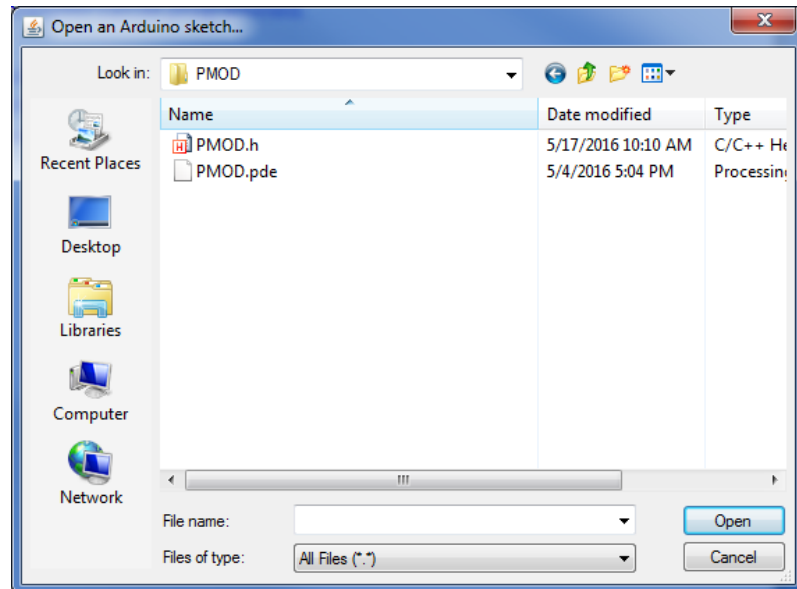 Open an Arduino sketch...
Look in: PMOD
Name Date modified Type
PMOD.h 5/17/2016 10:10 AM C/C++ He
PMOD.pde 5/4/2016 5:04 PM Processing
Recent Places
Desktop
Libraries
Computer
Network
File name: Open
Files of type: All Files (*.*) Cancel